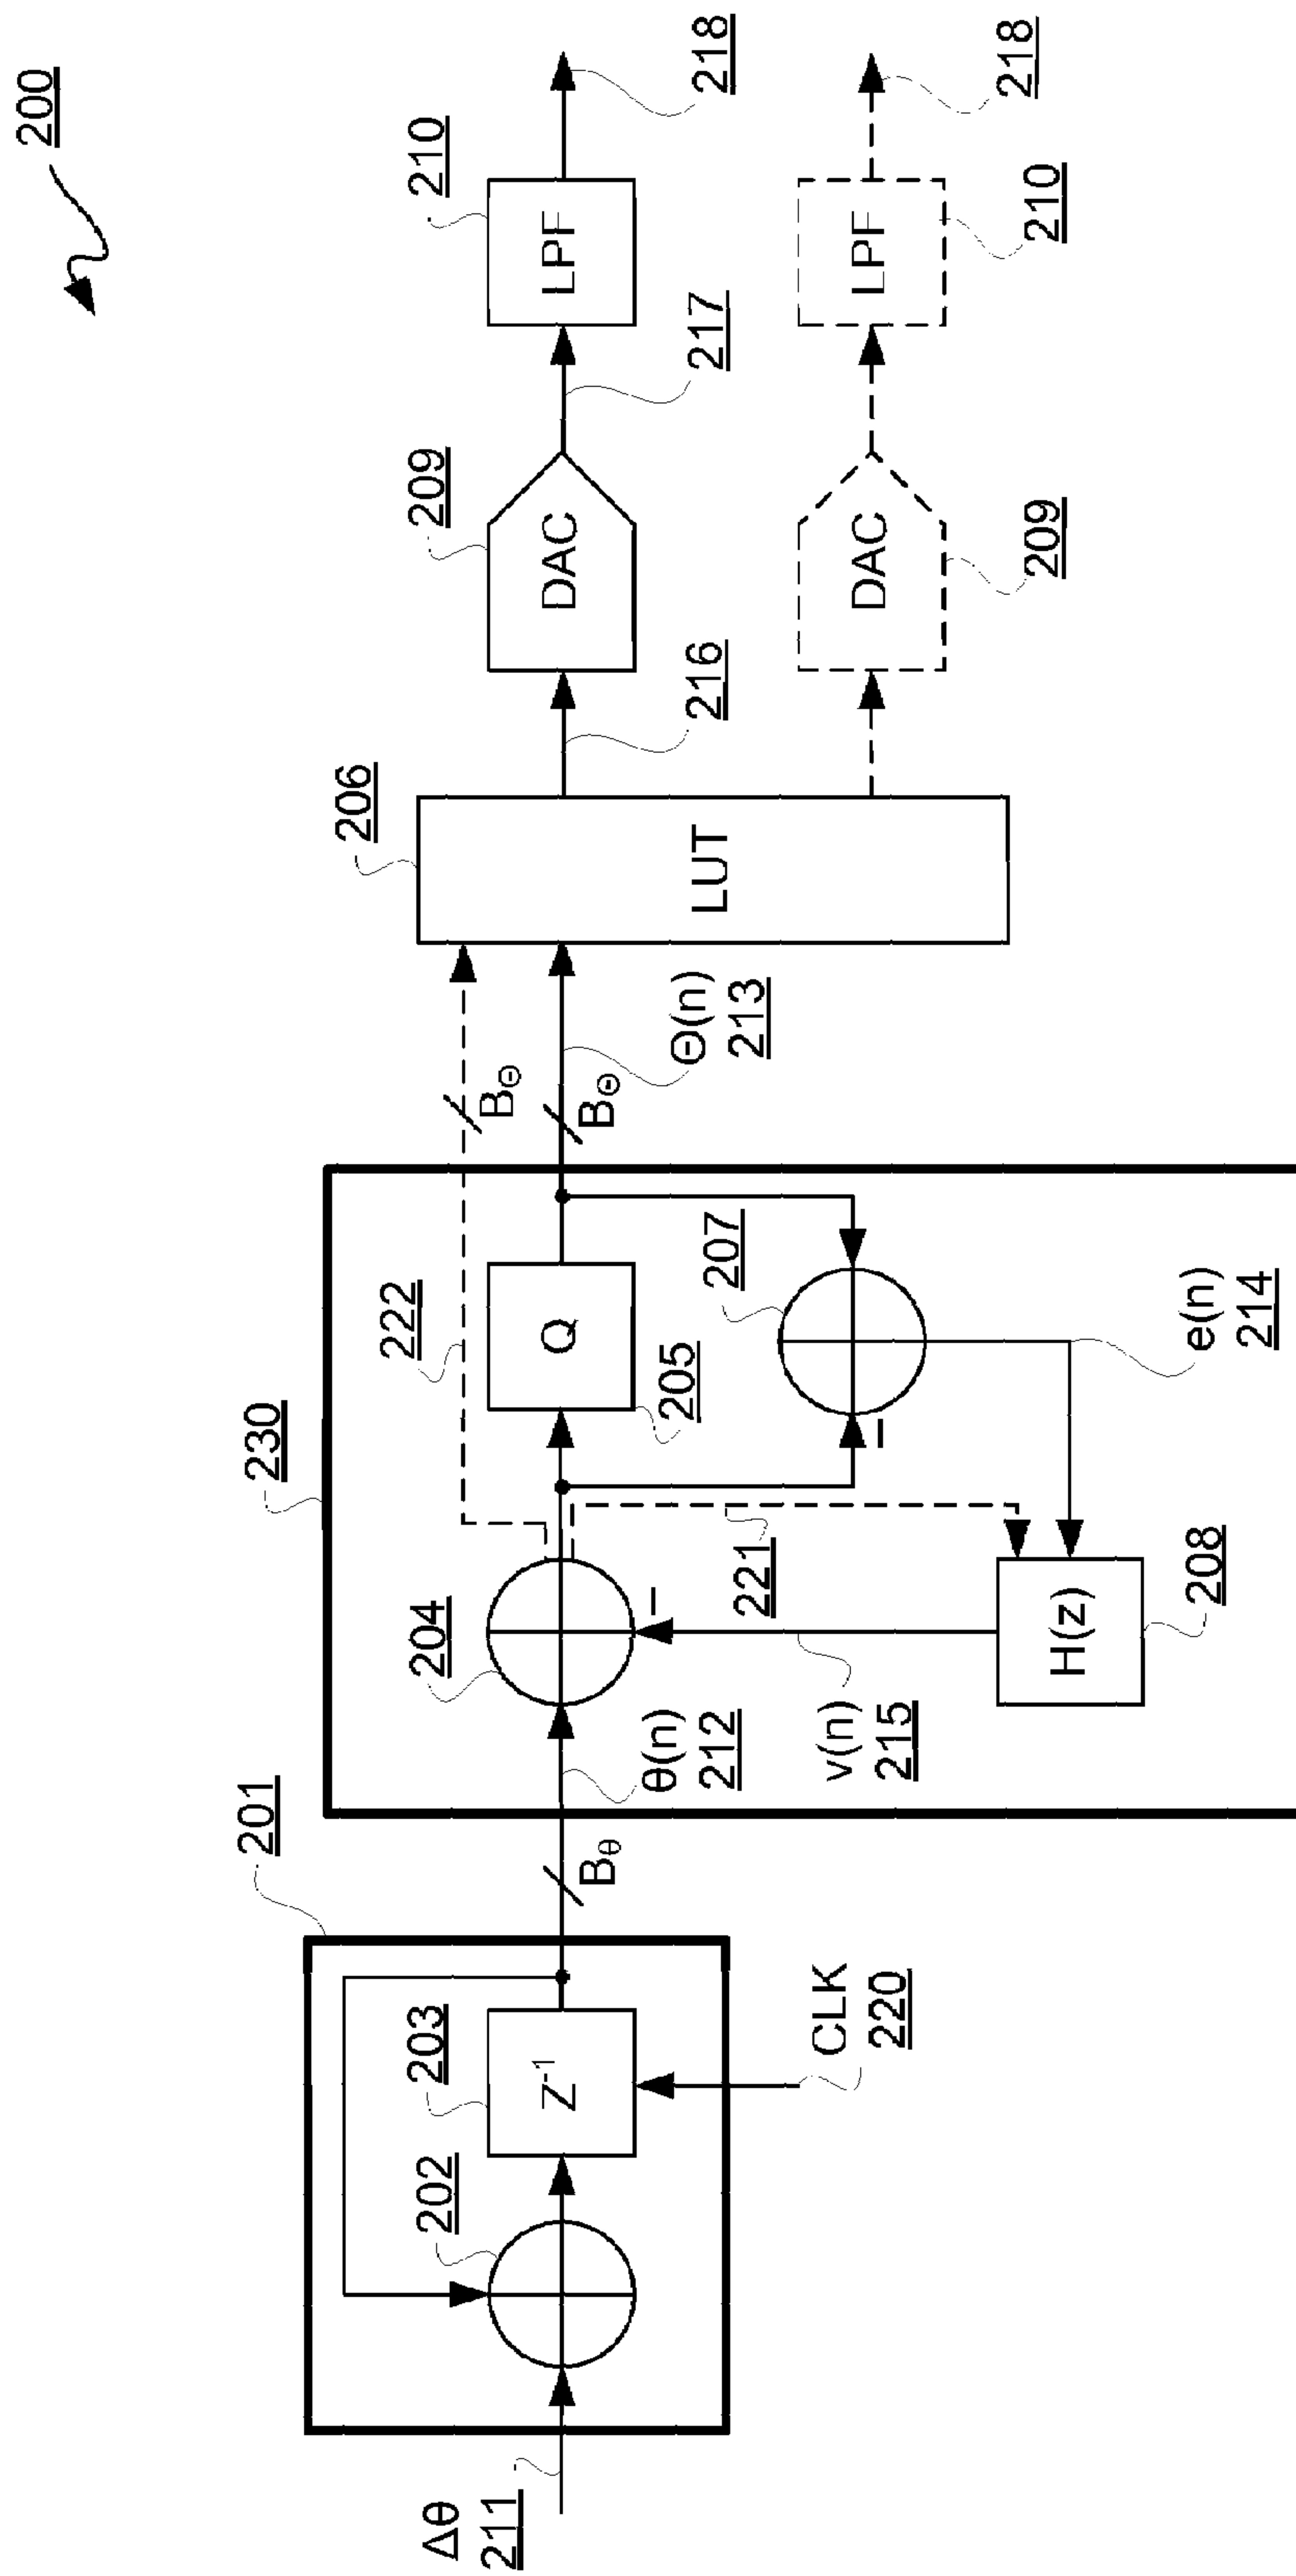 200
Δθ
211
201
202
203
Z-1
CLK
220
Bθ
230
θ(n)
212
204
v(n)
215
H(z)
208
221
222
Q
205
207
e(n)
214
BΘ
BΘ
Θ(n)
213
206
LUT
216
209
DAC
217
210
LPF
218
DAC
209
LPF
210
218